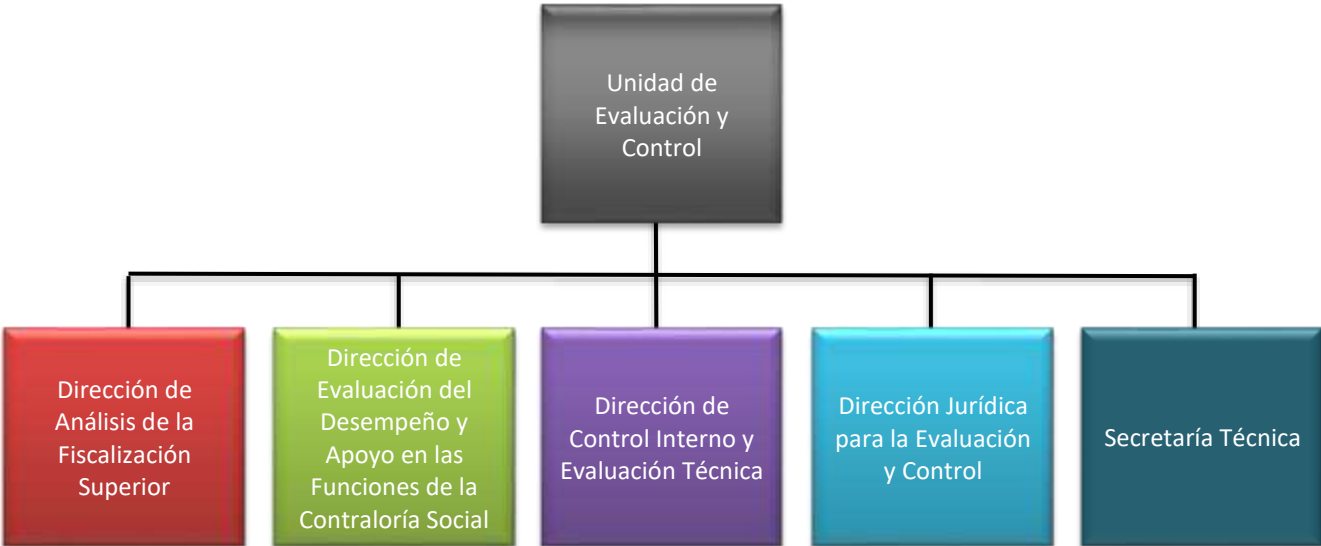 Unidad de
Evaluación y
Control
Dirección de
Análisis de la
Fiscalización
Superior
Dirección de
Evaluación del
Desempeño y
Apoyo en las
Funciones de la
Contraloría Social
Dirección de
Control Interno y
Evaluación Técnica
Dirección Jurídica
para la Evaluación
y Control
Secretaría Técnica